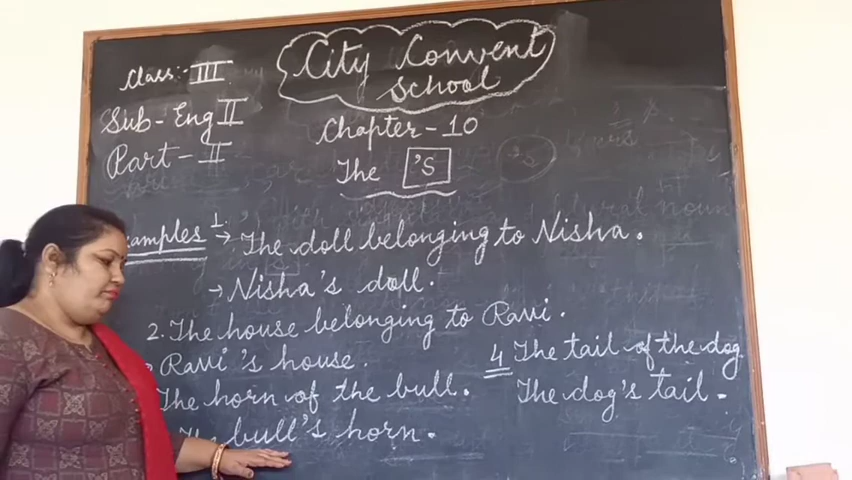 City Convent
School
Class:- III
Sub- Eng II
Part- II
Chapter - 10
The 'S
amples 1. → The doll belonging to Nisha.
→ Nisha's doll.
2. The house belonging to Ravi.
Ravi's house.
The horn of the bull.
The bull's horn.
4 The tail of the dog.
The dog's tail.